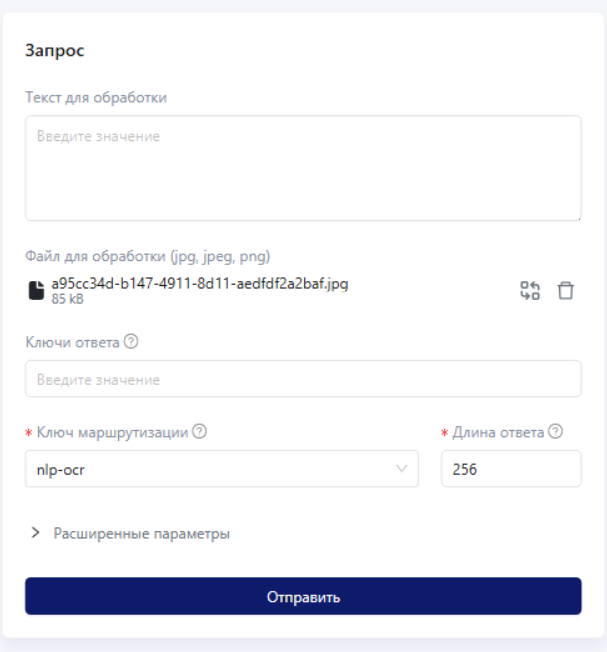 Запрос
Текст для обработки
Введите значение
Файл для обработки (jpg, jpeg, png)
a95cc34d-b147-4911-8d11-aedfdf2a2baf.jpg
85 kB
Ключи ответа ?
Введите значение
* Ключ маршрутизации ? * Длина ответа ?
nlp-ocr 256
> Расширенные параметры
Отправить